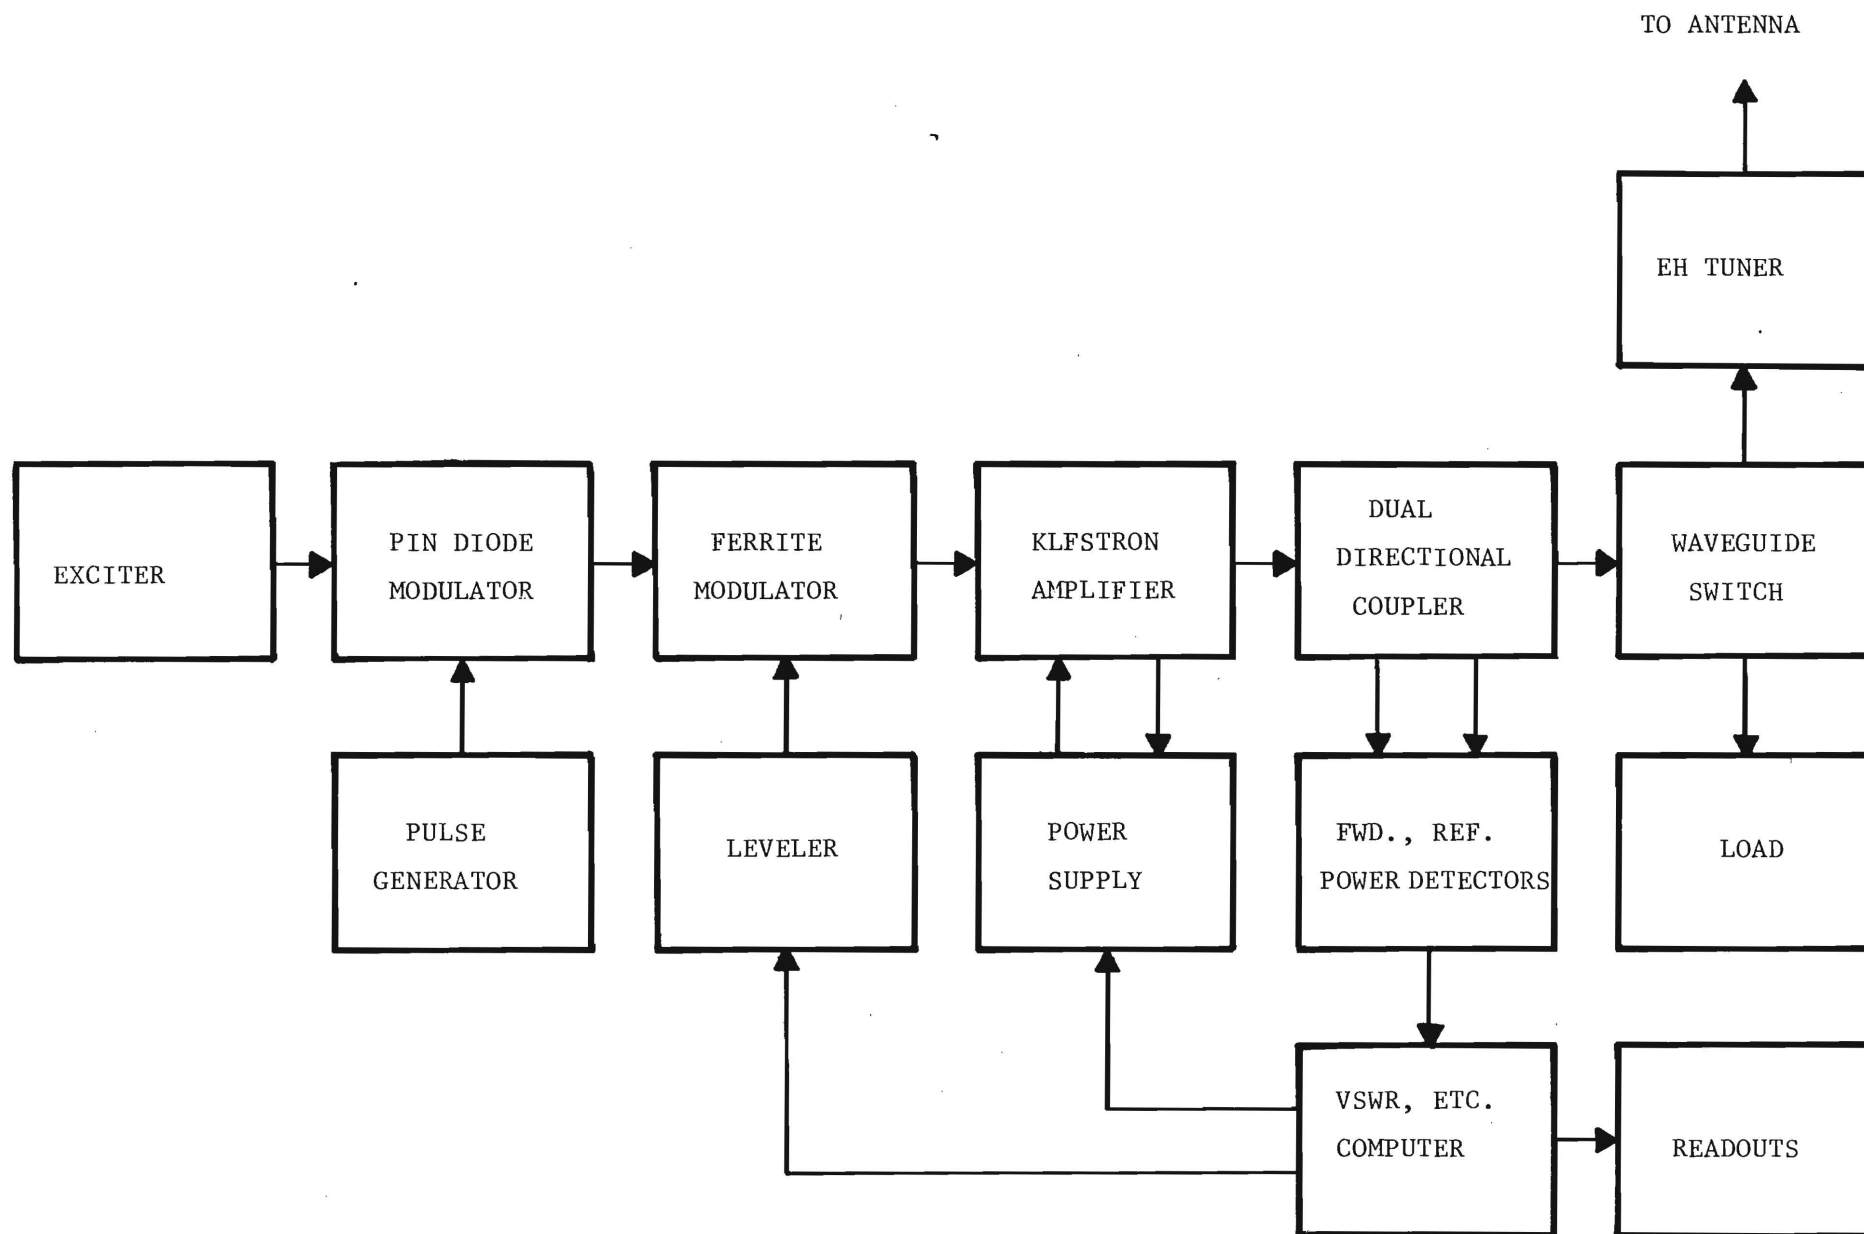 TO ANTENNA
EH TUNER
EXCITER
PIN DIODE
MODULATOR
FERRITE
MODULATOR
KLFSTRON
AMPLIFIER
DUAL
DIRECTIONAL
COUPLER
WAVEGUIDE
SWITCH
PULSE
GENERATOR
LEVELER
POWER
SUPPLY
FWD., REF.
POWER DETECTORS
LOAD
VSWR, ETC.
COMPUTER
READOUTS